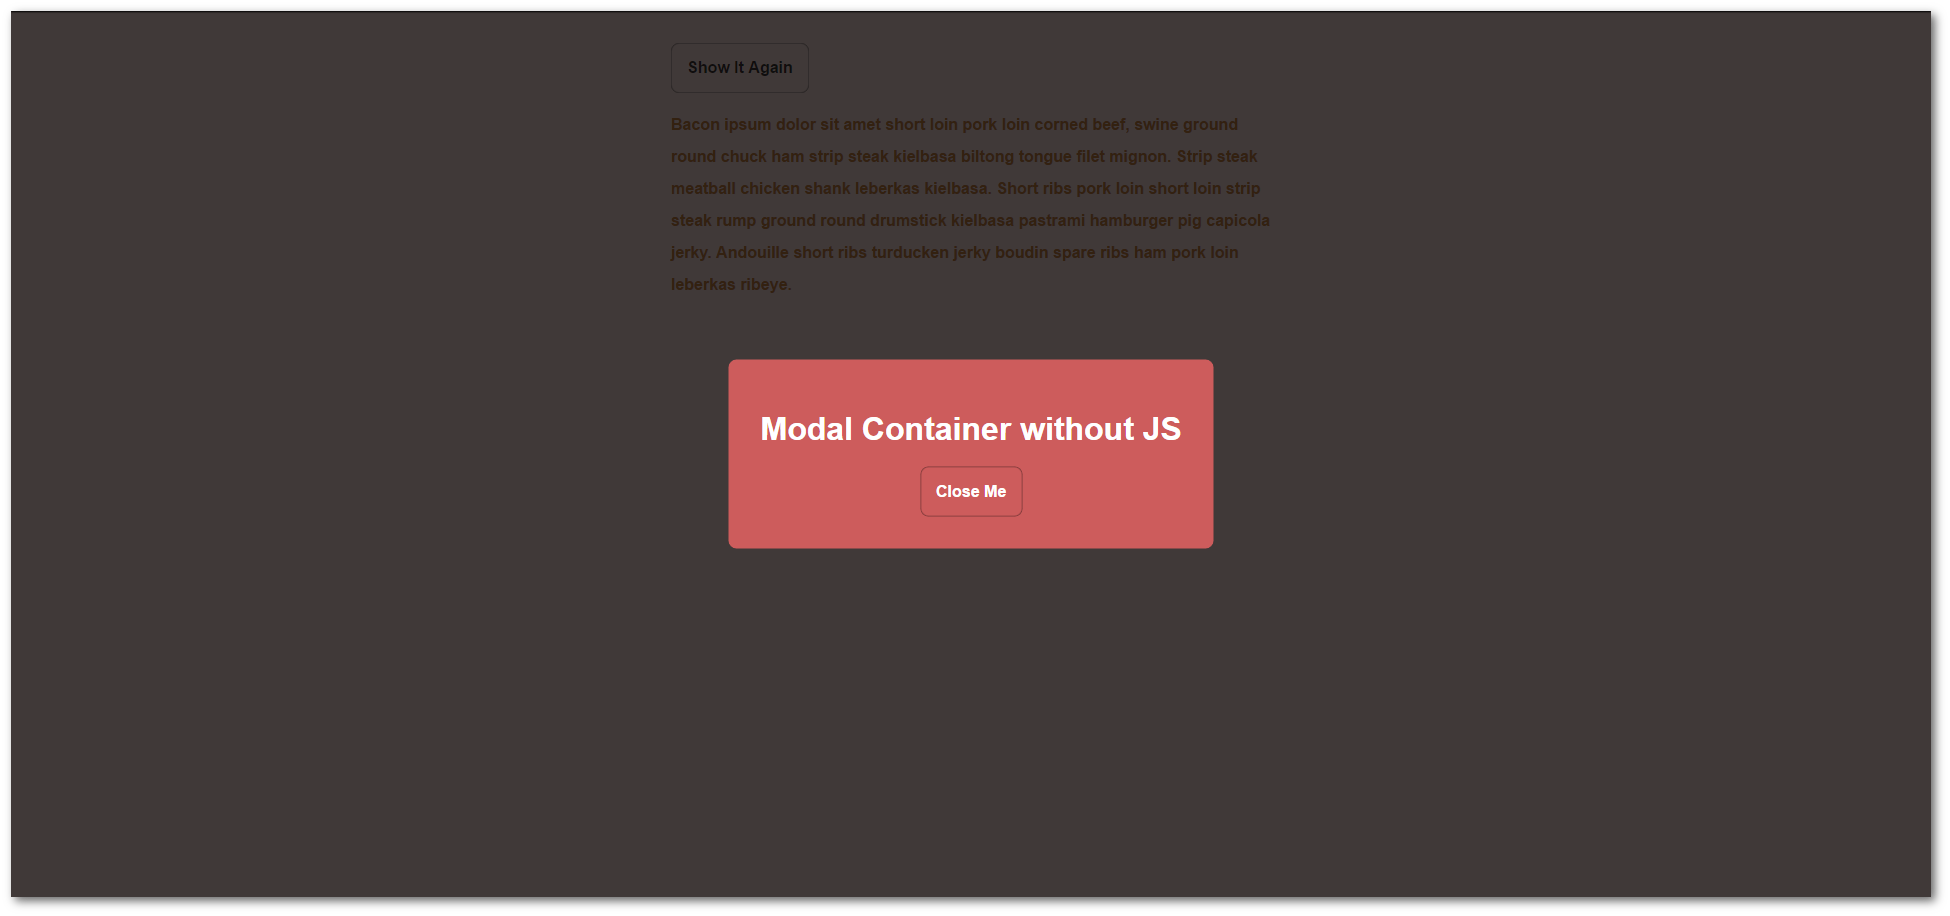 Show It Again
Bacon ipsum dolor sit amet short loin pork loin corned beef, swine ground
round chuck ham strip steak kielbasa biltong tongue filet mignon. Strip steak
meatball chicken shank leberkas kielbasa. Short ribs pork loin short loin strip
steak rump ground round drumstick kielbasa pastrami hamburger pig capicola
jerky. Andouille short ribs turducken jerky boudin spare ribs ham pork loin
leberkas ribeye.
Modal Container without JS
Close Me